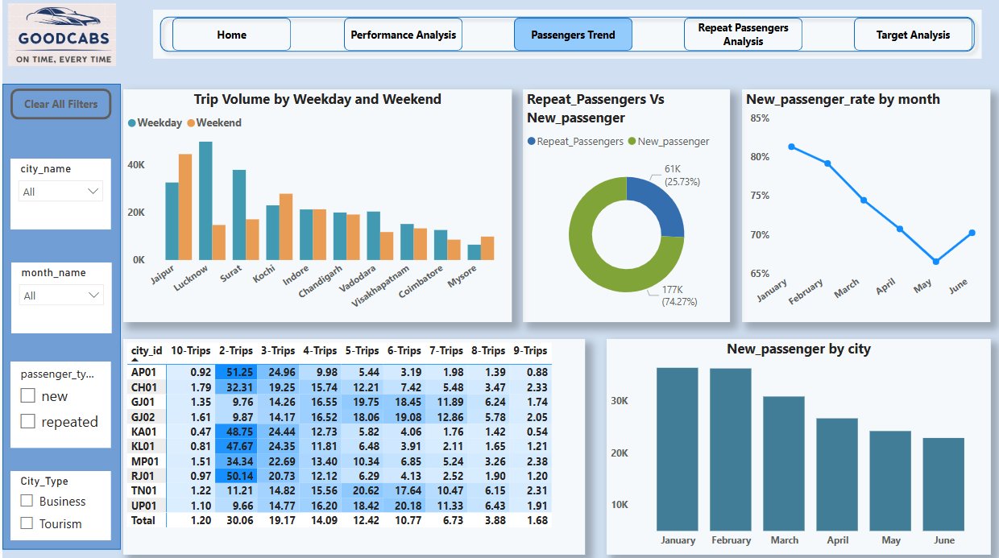 GOODCABS
ON TIME, EVERY TIME
Home
Performance Analysis
Passengers Trend
Repeat Passengers
Analysis
Target Analysis
Clear All Filters
city_name
All
month_name
All
passenger_ty...
new
repeated
City_Type
Business
Tourism
Trip Volume by Weekday and Weekend
Weekday Weekend
40K
20K
0K
Jaipur
Lucknow
Surat
Kochi
Indore
Chandigarh
Vadodara
Visakhapatnam
Coimbatore
Mysore
Repeat_Passengers Vs
New_passenger
Repeat_Passengers New_passenger
61K
(25.73%)
177K
(74.27%)
New_passenger_rate by month
85%
80%
75%
70%
65%
January
February
March
April
May
June
city_id 10-Trips 2-Trips 3-Trips 4-Trips 5-Trips 6-Trips 7-Trips 8-Trips 9-Trips
AP01 0.92 51.25 24.96 9.98 5.44 3.19 1.98 1.39 0.88
CH01 1.79 32.31 19.25 15.74 12.21 7.42 5.48 3.47 2.33
GJ01 1.35 9.76 14.26 16.55 19.75 18.45 11.89 6.24 1.74
GJ02 1.61 9.87 14.17 16.52 18.06 19.08 12.86 5.78 2.05
KA01 0.47 48.75 24.44 12.73 5.82 4.06 1.76 1.42 0.54
KL01 0.81 47.67 24.35 11.81 6.48 3.91 2.11 1.65 1.21
MP01 1.51 34.34 22.69 13.40 10.34 6.85 5.24 3.26 2.38
RJ01 0.97 50.14 20.73 12.12 6.29 4.13 2.52 1.90 1.20
TN01 1.22 11.21 14.82 15.56 20.62 17.64 10.47 6.15 2.31
UP01 1.10 9.66 14.77 16.20 18.42 20.18 11.33 6.43 1.91
Total 1.20 30.06 19.17 14.09 12.42 10.77 6.73 3.88 1.68
New_passenger by city
30K
20K
10K
January February March April May June